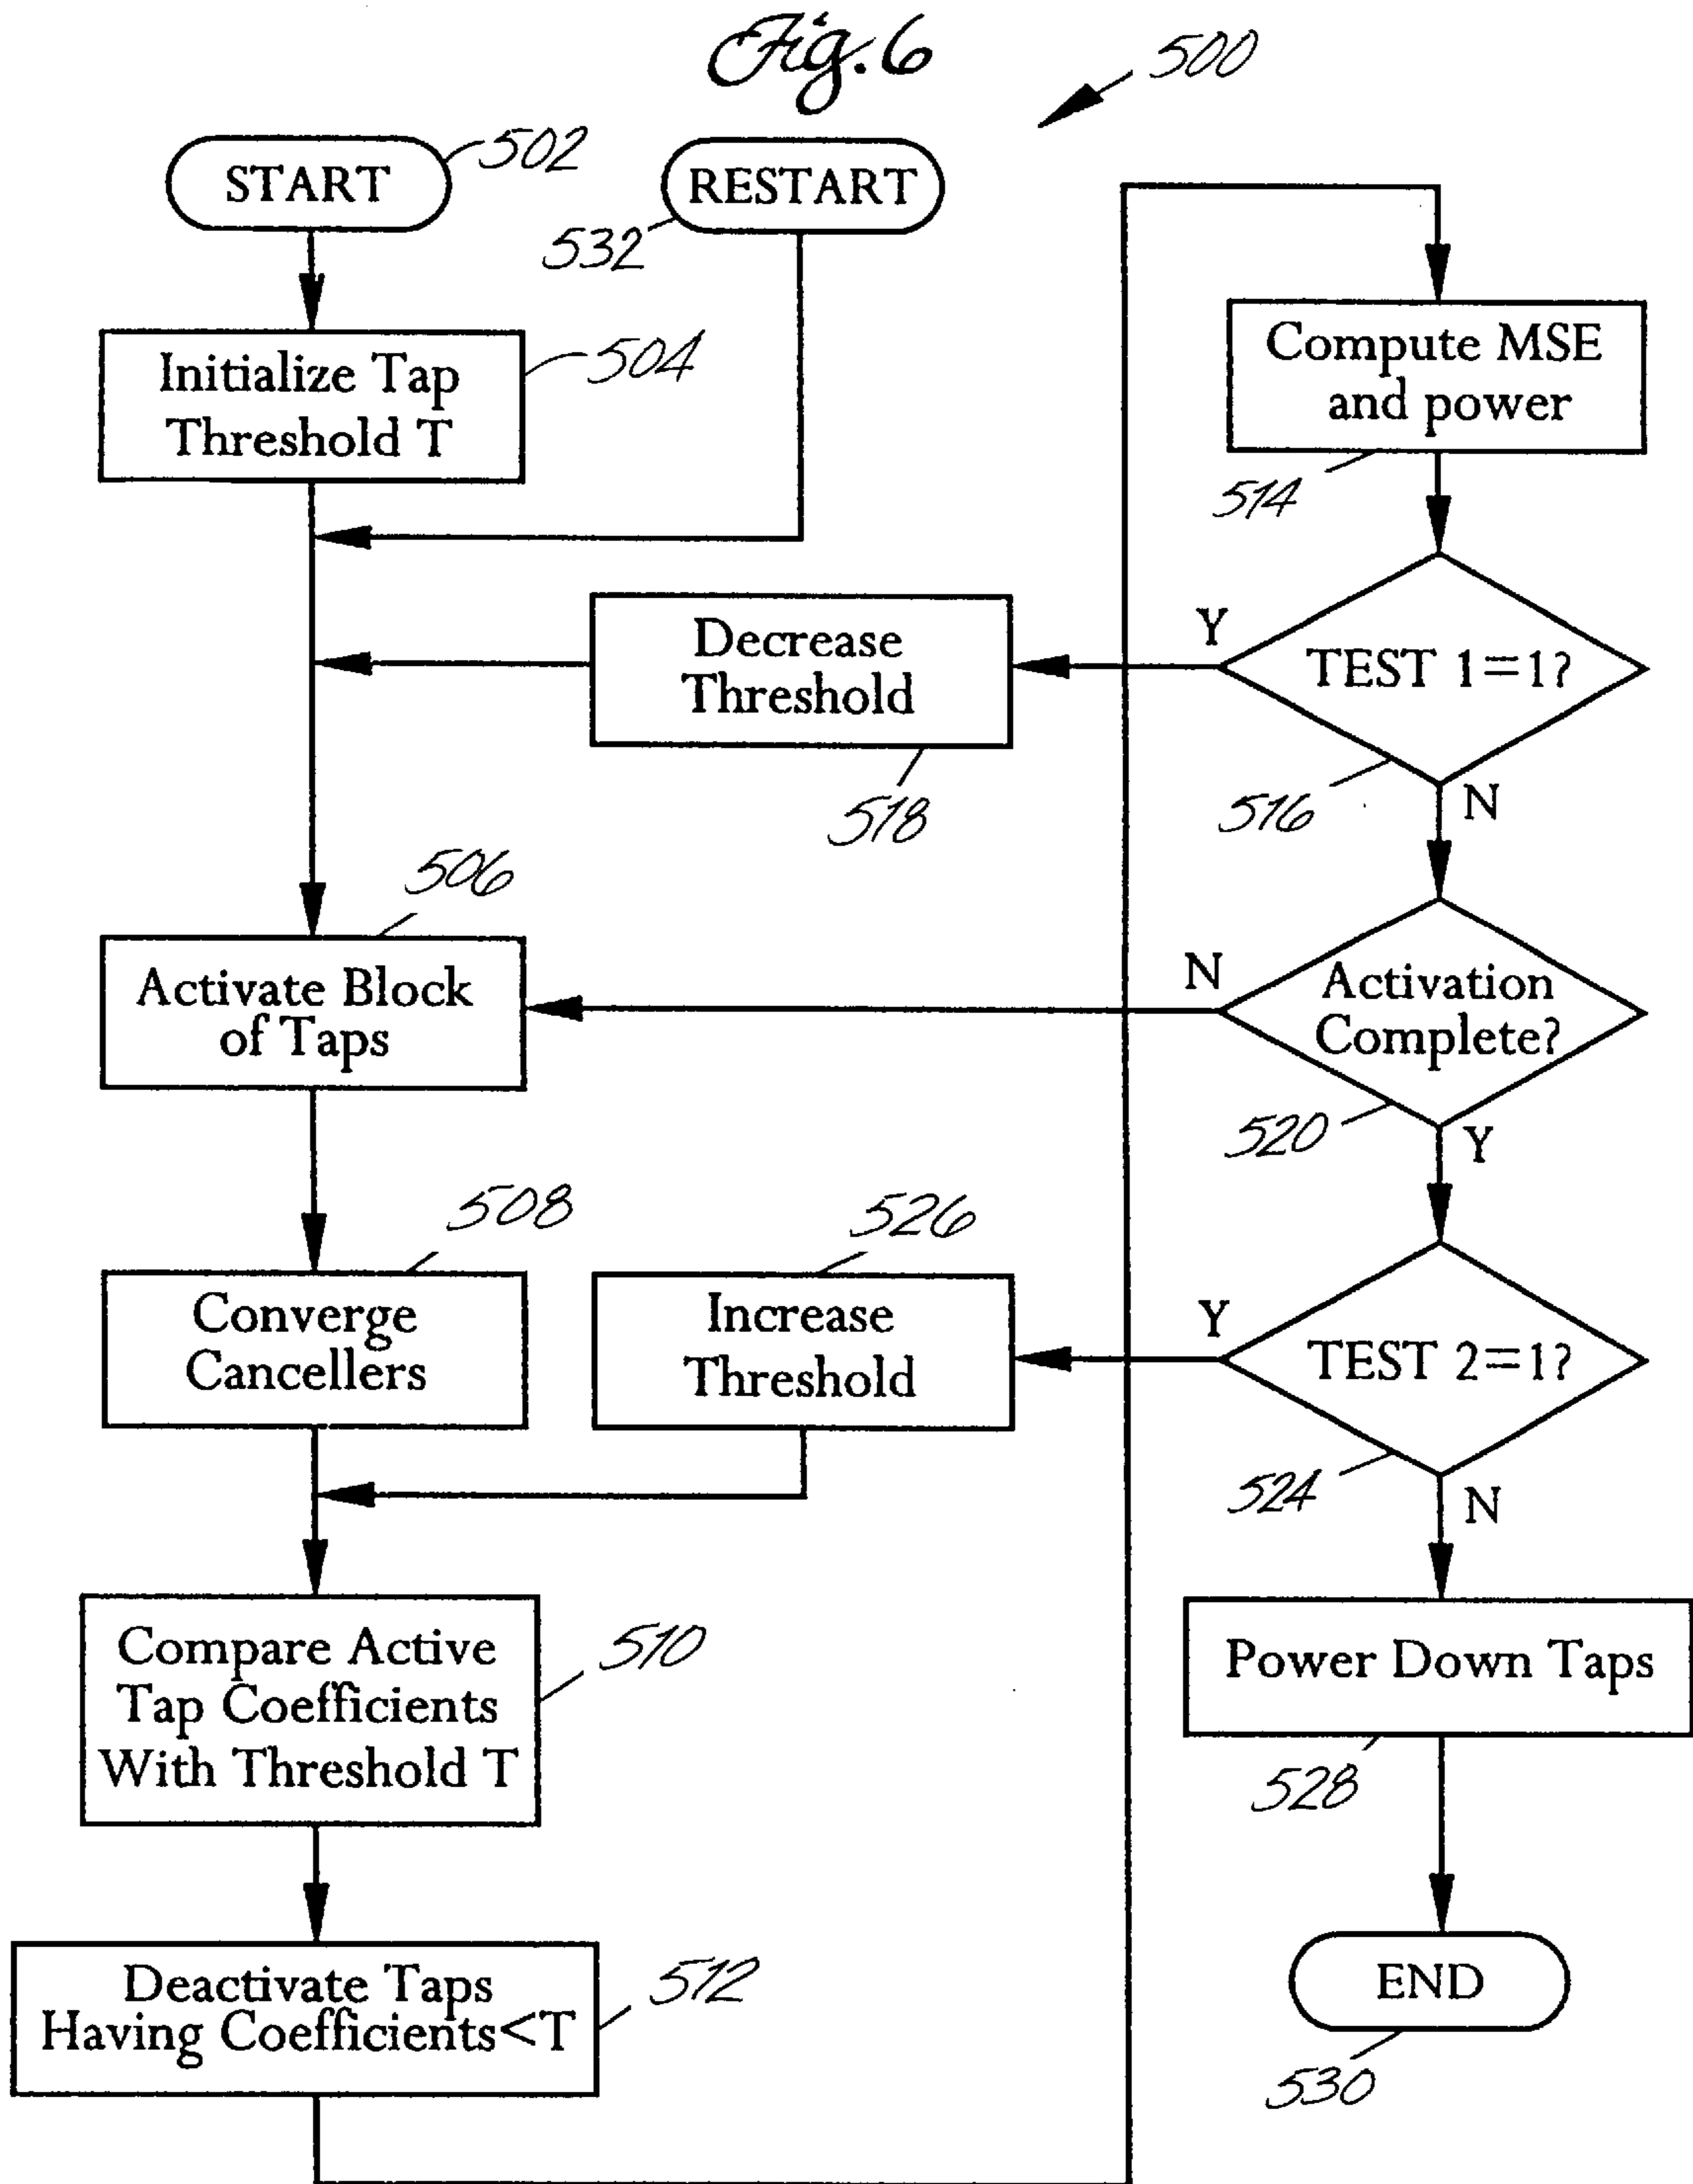 Fig. 6
500
START
502
RESTART
532
Initialize Tap
Threshold T
504
Compute MSE
and power
514
TEST 1=1?
Y
N
516
Decrease
Threshold
518
Activate Block
of Taps
506
Activation
Complete?
N
Y
520
Converge
Cancellers
508
Increase
Threshold
526
TEST 2=1?
Y
N
524
Compare Active
Tap Coefficients
With Threshold T
510
Power Down Taps
528
Deactivate Taps
Having Coefficients<T
512
END
530